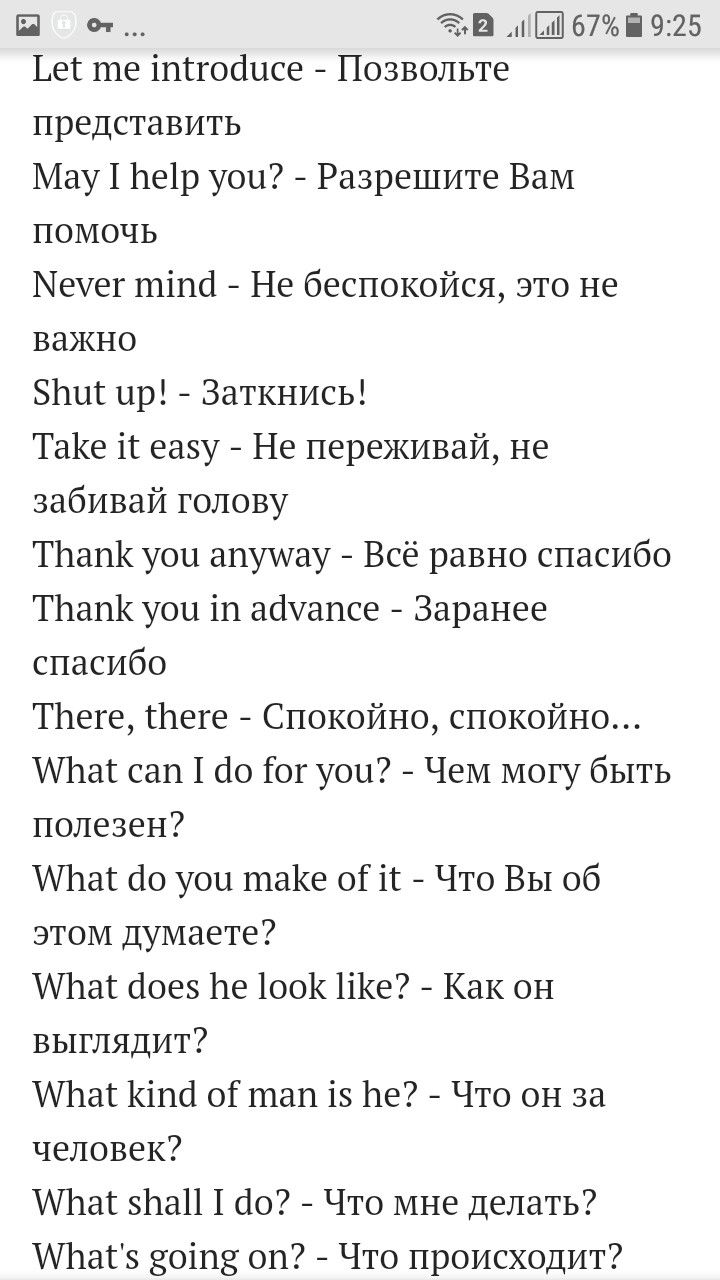 ... 2 67% 9:25
Let me introduce - Позвольте
представить
May I help you? - Разрешите Вам
помочь
Never mind - Не беспокойся, это не
важно
Shut up! - Заткнись!
Take it easy - Не переживай, не
забивай голову
Thank you anyway - Всё равно спасибо
Thank you in advance - Заранее
спасибо
There, there - Спокойно, спокойно...
What can I do for you? - Чем могу быть
полезен?
What do you make of it - Что Вы об
этом думаете?
What does he look like? - Как он
выглядит?
What kind of man is he? - Что он за
человек?
What shall I do? - Что мне делать?
What's going on? - Что происходит?